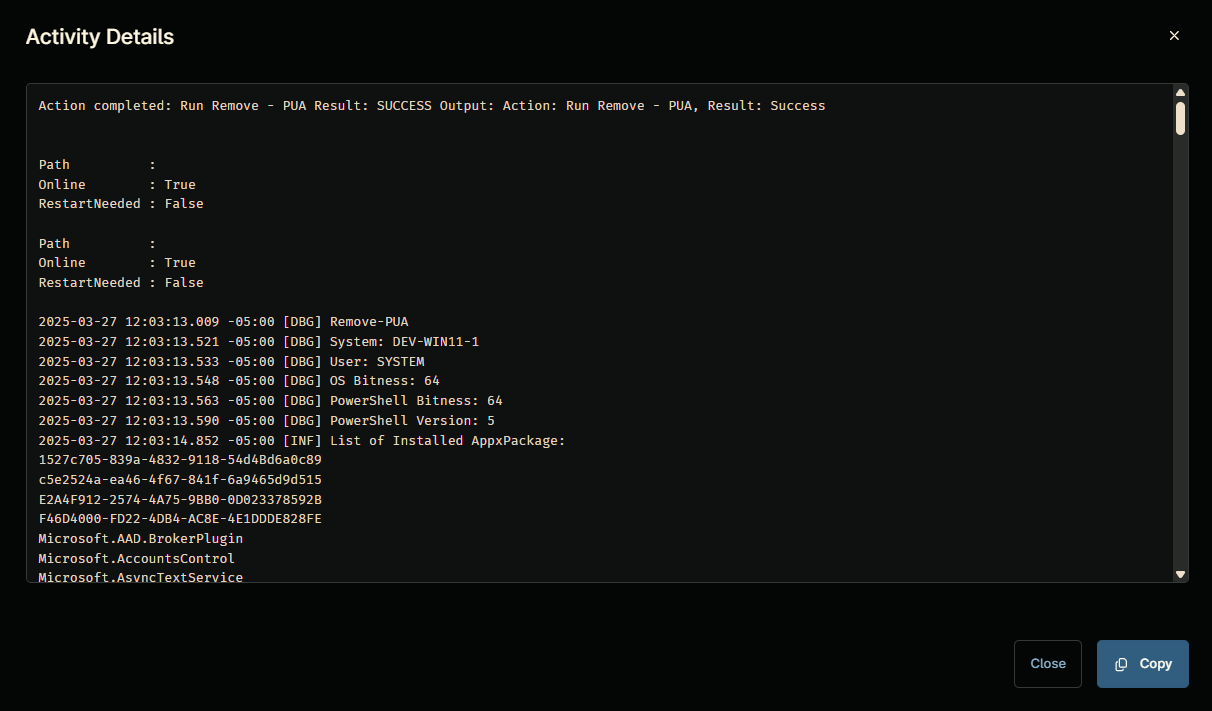 Activity Details
Action completed: Run Remove - PUA Result: SUCCESS Output: Action: Run Remove - PUA, Result: Success
Path          :
Online        : True
RestartNeeded : False
Path          :
Online        : True
RestartNeeded : False
2025-03-27 12:03:13.009 -05:00 [DBG] Remove-PUA
2025-03-27 12:03:13.521 -05:00 [DBG] System: DEV-WIN11-1
2025-03-27 12:03:13.533 -05:00 [DBG] User: SYSTEM
2025-03-27 12:03:13.548 -05:00 [DBG] OS Bitness: 64
2025-03-27 12:03:13.563 -05:00 [DBG] PowerShell Bitness: 64
2025-03-27 12:03:13.590 -05:00 [DBG] PowerShell Version: 5
2025-03-27 12:03:14.852 -05:00 [INF] List of Installed AppxPackage:
1527c705-839a-4832-9118-54d4Bd6a0c89
c5e2524a-ea46-4f67-841f-6a9465d9d515
E2A4F912-2574-4A75-9BB0-0D023378592B
F46D4000-FD22-4DB4-AC8E-4E1DDDE828FE
Microsoft.AAD.BrokerPlugin
Microsoft.AccountsControl
Microsoft.AsyncTextService
Close
Copy